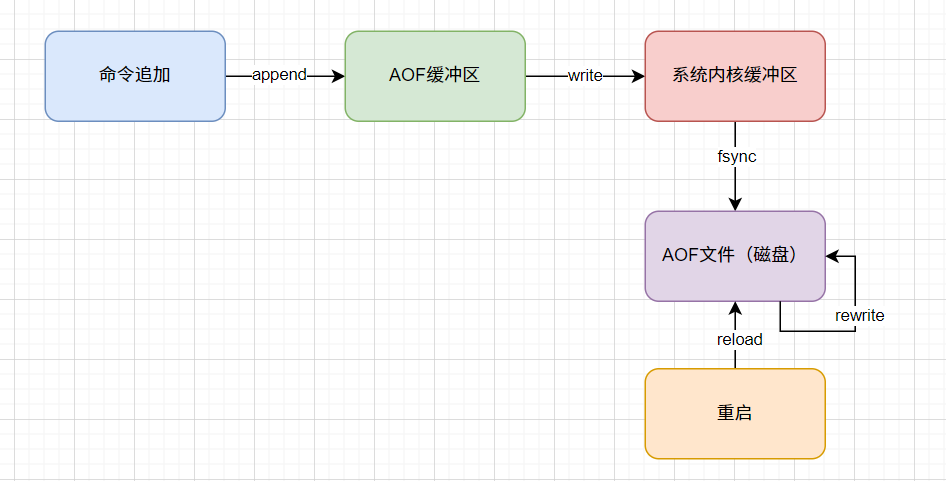 命令追加
append
AOF缓冲区
write
系统内核缓冲区
fsync
AOF文件（磁盘）
rewrite
reload
重启